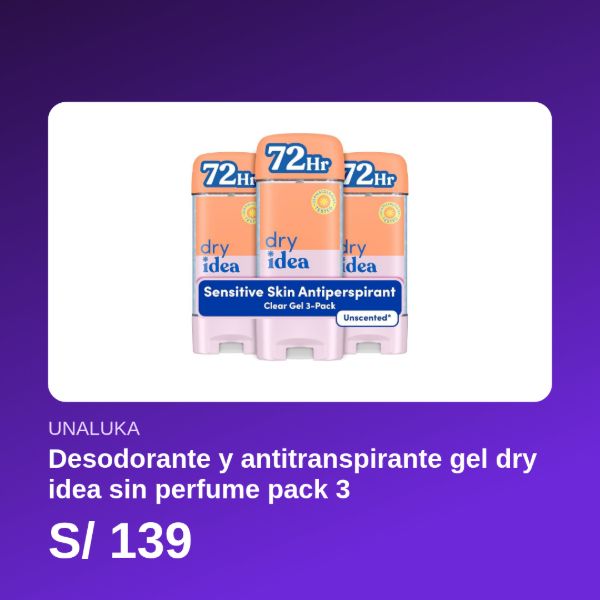 72Hr
72Hr
72Hr
dry
idea
dry
idea
dry
idea
Sensitive Skin Antiperspirant
Clear Gel 3-Pack
Unscented*
UNALUKA
Desodorante y antitranspirante gel dry
idea sin perfume pack 3
S/ 139